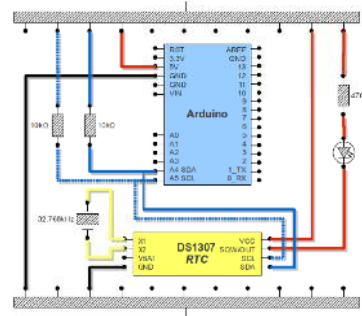 RST
3.3V
5V
GND
GND
VIN
AREF
GND
13
12
11
10
9
8
7
6
5
4
3
2
1_TX
0_RX
Arduino
A0
A1
A2
A3
A4 SDA
A5 SCL
10kΩ
32.768kHz
X1
X2
VBAT
GND
DS1307
RTC
VCC
SQW/OUT
SCL
SDA